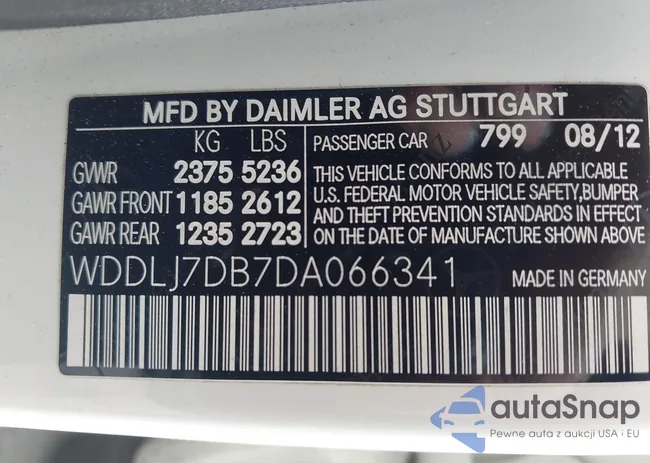 MFD BY DAIMLER AG STUTTGART
KG LBS
GVWR 2375 5236
GAWR FRONT 1185 2612
GAWR REAR 1235 2723
PASSENGER CAR 799 08/12
THIS VEHICLE CONFORMS TO ALL APPLICABLE
U.S. FEDERAL MOTOR VEHICLE SAFETY, BUMPER
AND THEFT PREVENTION STANDARDS IN EFFECT
ON THE DATE OF MANUFACTURE SHOWN ABOVE
WDDLJ7DB7DA066341
MADE IN GERMANY
autaSnap
Pewne auta z aukcji USA i EU